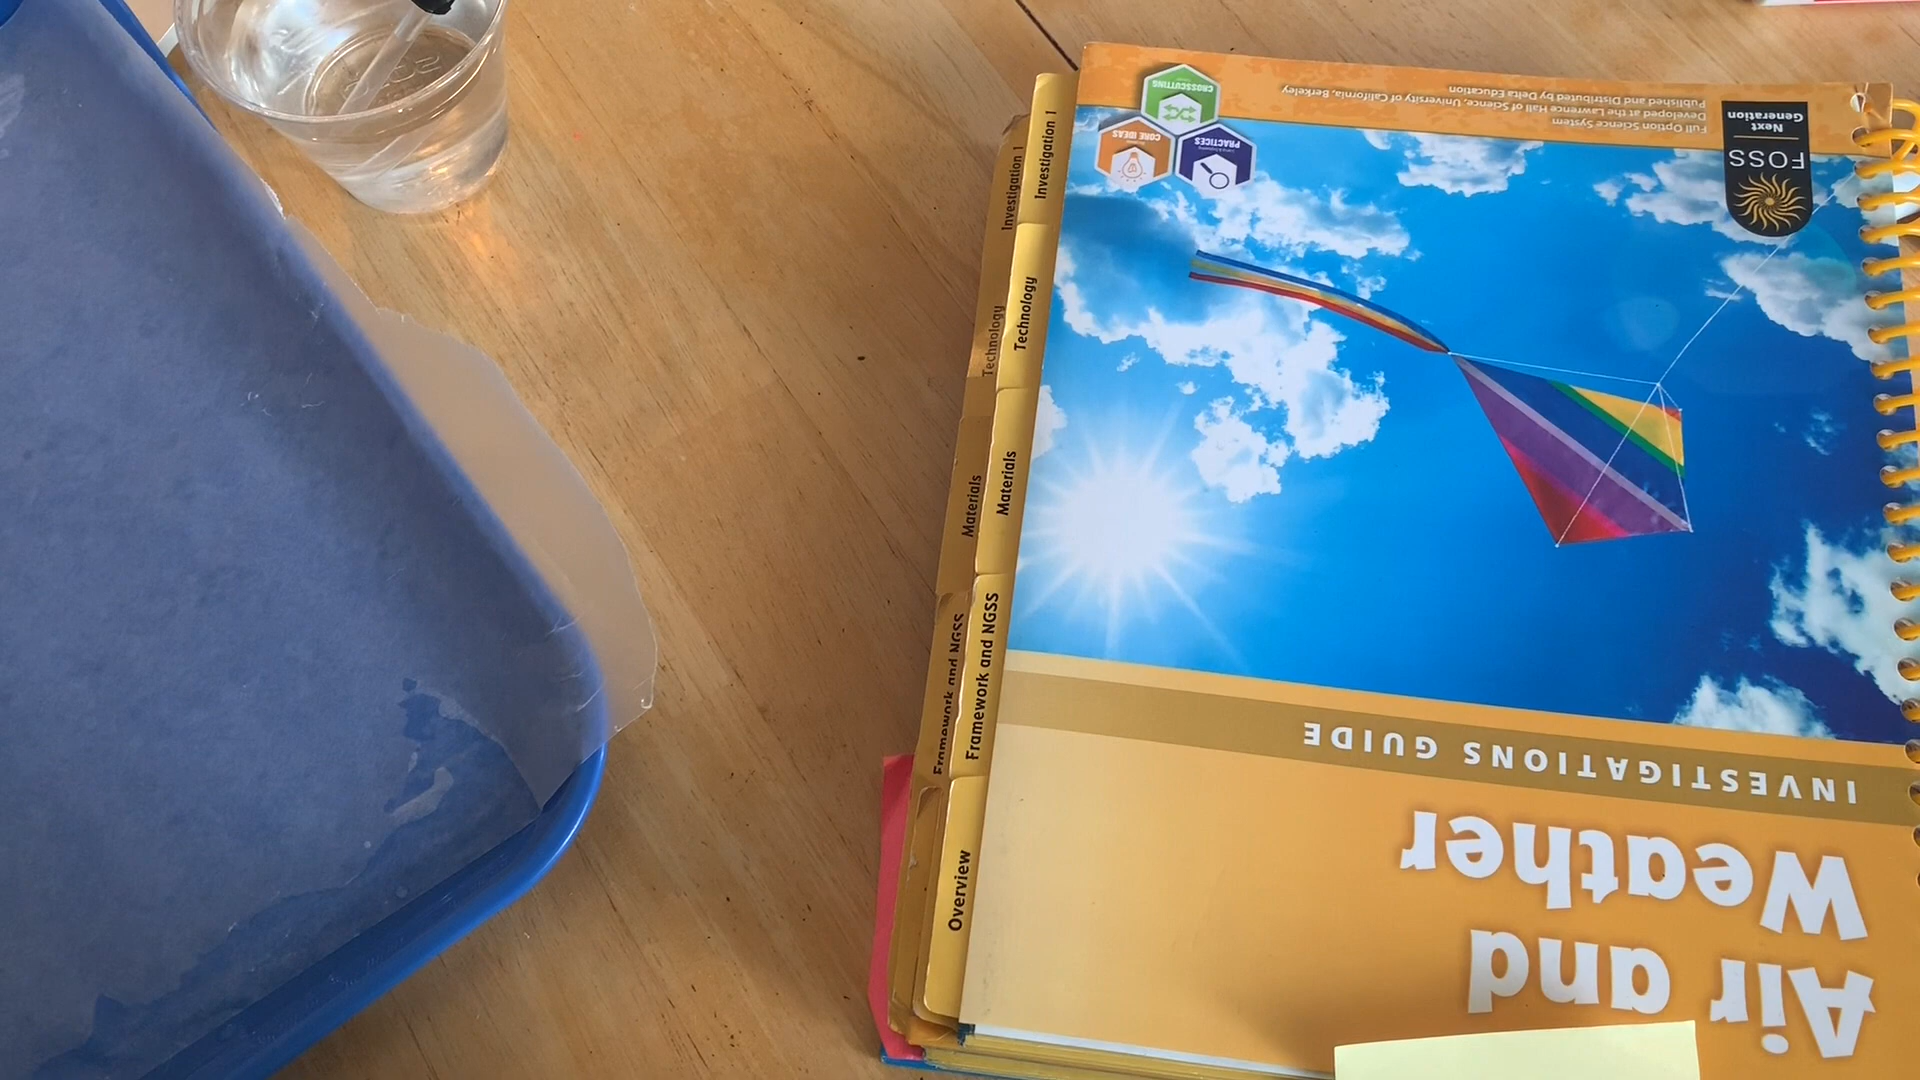 Air and
Weather
INVESTIGATIONS GUIDE
FOSS
Next
Generation
Full Option Science System
Developed at the Lawrence Hall of Science, University of California, Berkeley
Published and Distributed by Delta Education
PRACTICES
CORE IDEAS
CROSSCUTTING
Overview
Framework and NGSS
Materials
Technology
Investigation 1
Framework and NGSS
Materials
Technology
Investigation 1